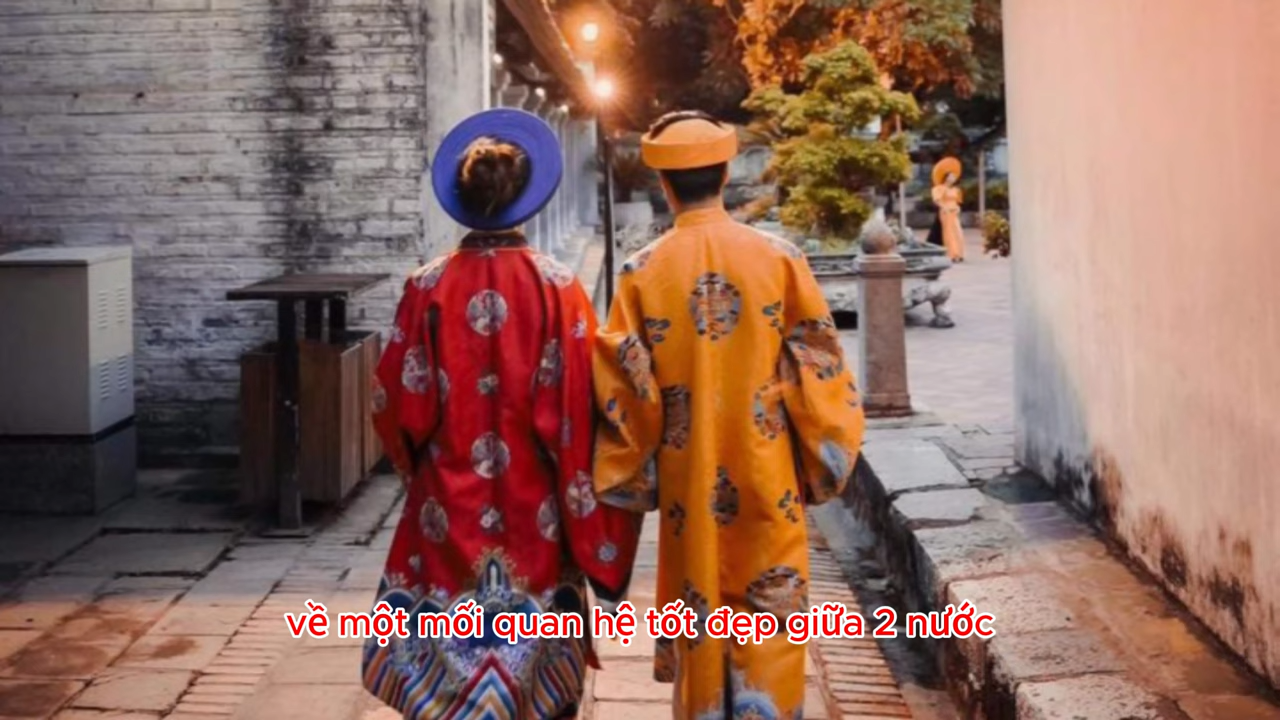 về một mối quan hệ tốt đẹp giữa 2 nước